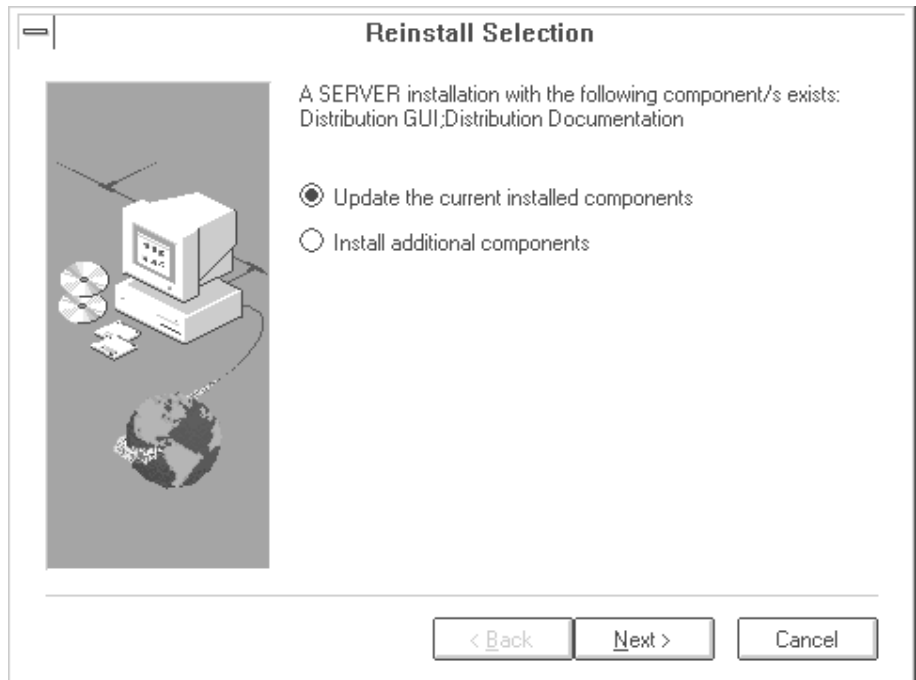 Reinstall Selection
A SERVER installation with the following component/s exists:
Distribution GUI;Distribution Documentation
Update the current installed components
Install additional components
< Back
Next >
Cancel